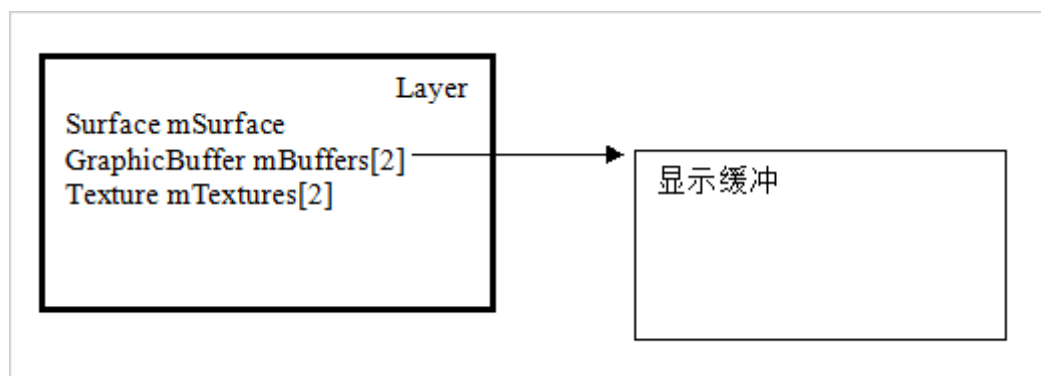 Layer
Surface mSurface
GraphicBuffer mBuffers[2]
Texture mTextures[2]
显示缓冲